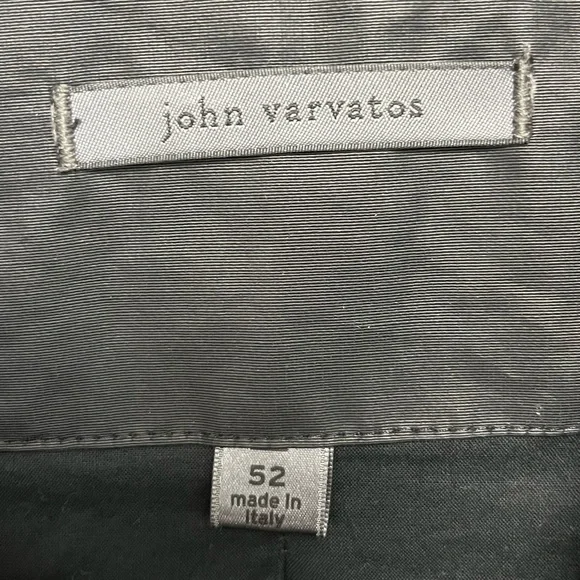 john varvatos
52
made in
Italy